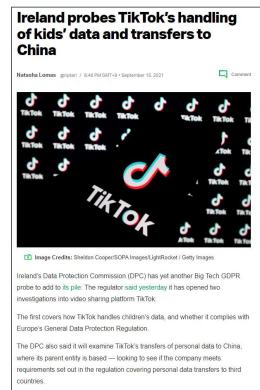 Ireland probes TikTok's handling
of kids' data and transfers to
China
Natasha Lomas
/ 6:46 PM GMT+9 • September 15, 2021
Comment
TikTok
Image Credits: Sheldon Cooper/SOPA Images/LightRocket / Getty Images
Ireland's Data Protection Commission (DPC) has yet another Big Tech GDPR
probe to add to its pile: The regulator said yesterday it has opened two
investigations into video sharing platform TikTok.
The first covers how TikTok handles children's data, and whether it complies with
Europe's General Data Protection Regulation.
The DPC also said it will examine TikTok's transfers of personal data to China,
where its parent entity is based — looking to see if the company meets
requirements set out in the regulation covering personal data transfers to third
countries.